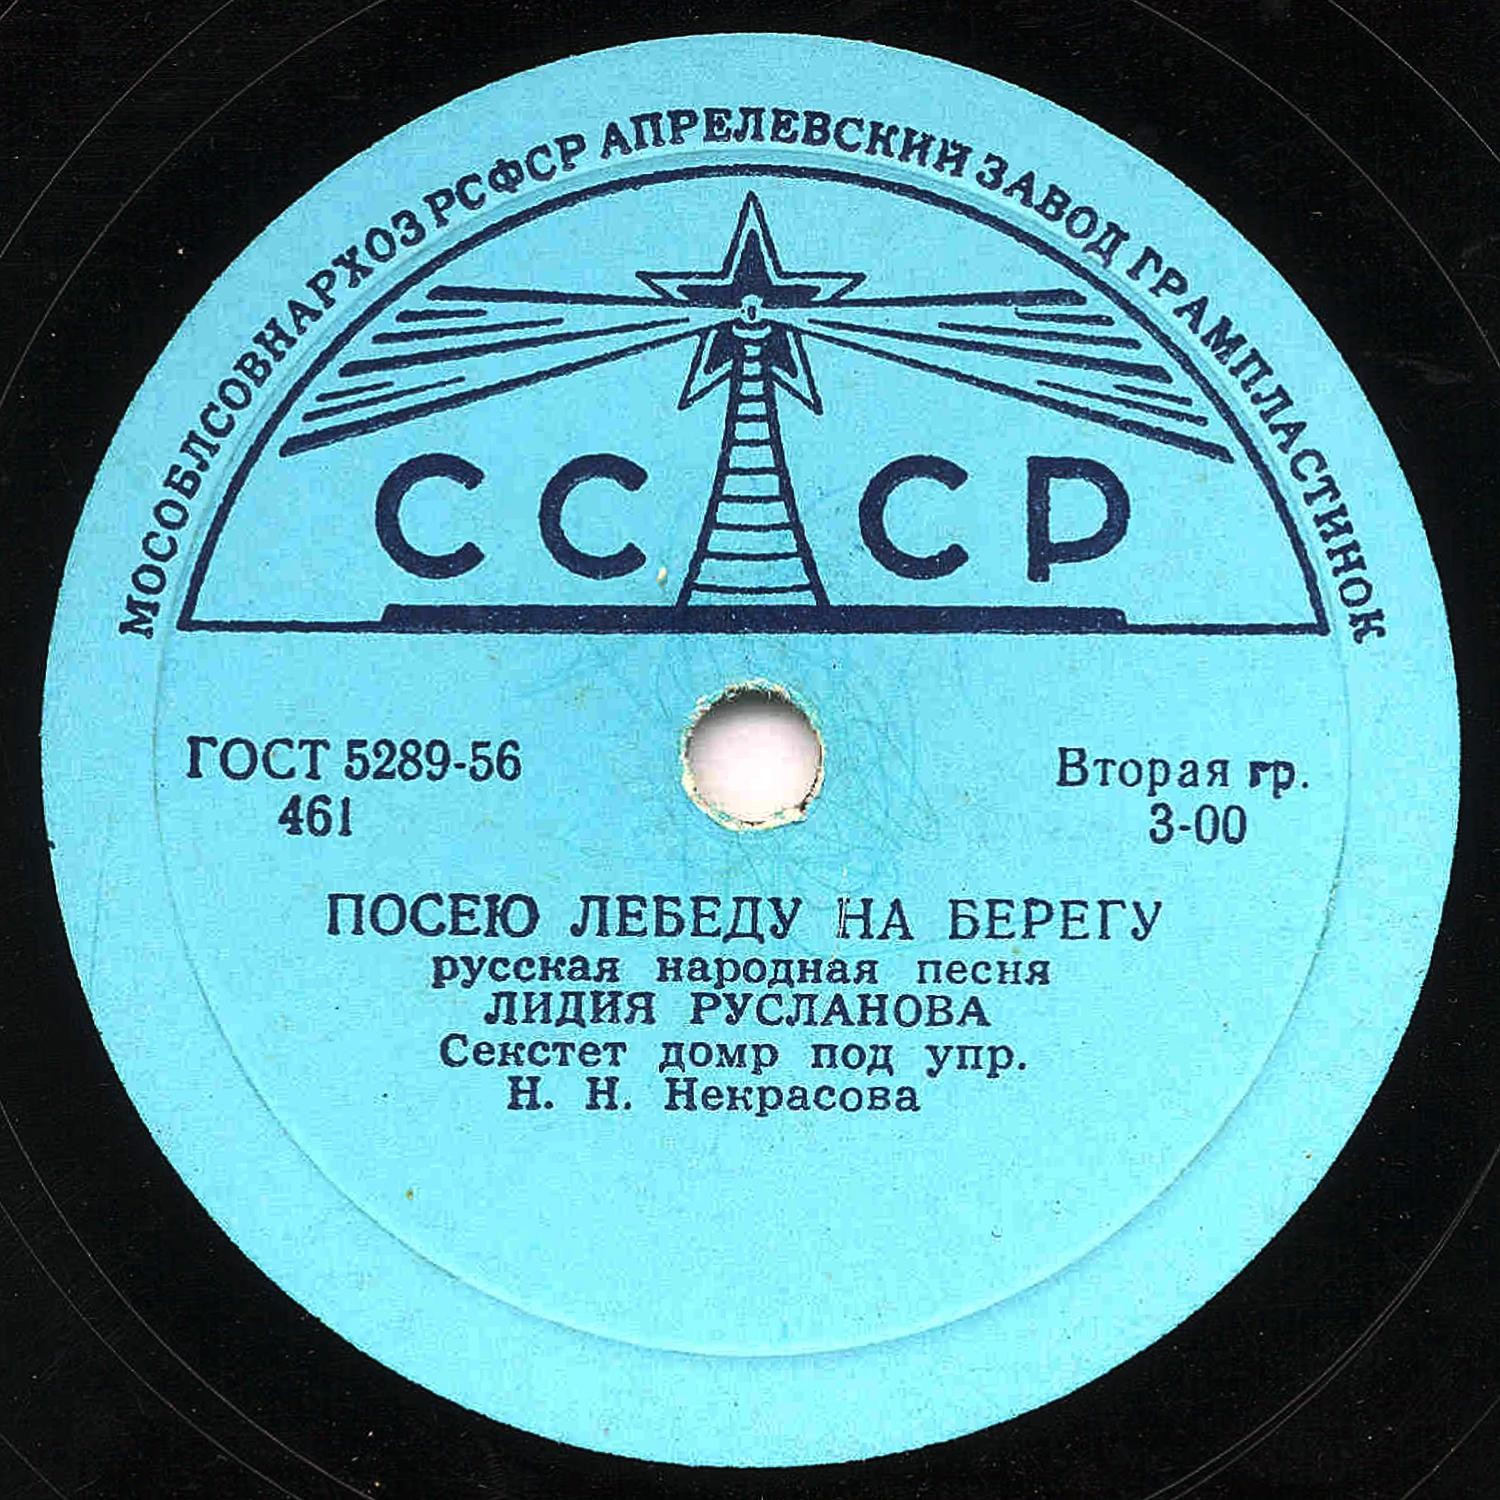 МОСОБЛСОВНАРХОЗ РСФСР АПРЕЛЕВСКИЙ ЗАВОД ГРАМПЛАСТИНОК
СССР
ГОСТ 5289-56
461
Вторая гр.
3-00
ПОСЕЮ ЛЕБЕДУ НА БЕРЕГУ
русская народная песня
ЛИДИЯ РУСЛАНОВА
Секстет домр под упр.
Н. Н. Некрасова